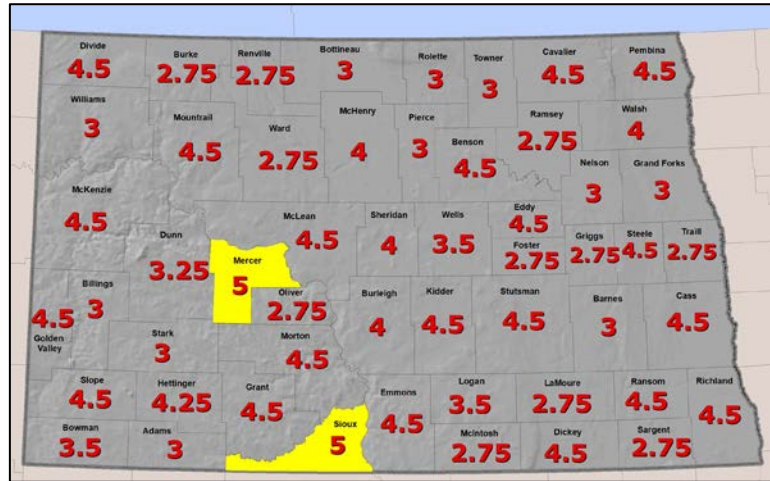 Divide
4.5
Burke
2.75
Renville
2.75
Bottineau
3
Rolette
3
Towner
3
Cavalier
4.5
Pembina
4.5
Williams
3
Mountrail
4.5
Ward
2.75
McHenry
4
Pierce
3
Benson
4.5
Ramsey
2.75
Walsh
4
Nelson
3
Grand Forks
3
McKenzie
4.5
Dunn
3.25
Mercer
5
McLean
4.5
Sheridan
4
Wells
3.5
Eddy
4.5
Foster
2.75
Griggs
2.75
Steele
4.5
Traill
2.75
Billings
3
4.5
Golden
Valley
Stark
3
Oliver
2.75
Morton
4.5
Burleigh
4
Kidder
4.5
Stutsman
4.5
Barnes
3
Cass
4.5
Slope
4.5
Hettinger
4.25
Grant
4.5
Sioux
5
Emmons
4.5
Logan
3.5
LaMoure
2.75
Ransom
4.5
Richland
4.5
Bowman
3.5
Adams
3
McIntosh
2.75
Dickey
4.5
Sargent
2.75